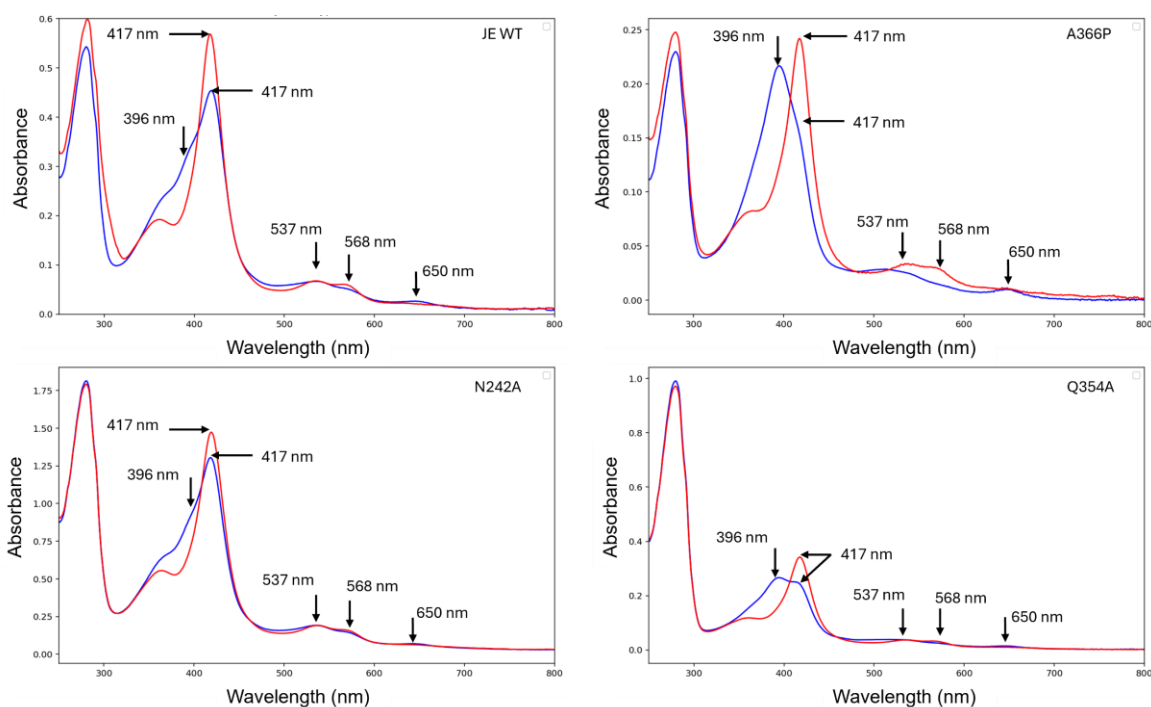 JE WT
417 nm
417 nm
396 nm
537 nm
568 nm
650 nm
0.6
0.5
0.4
0.3
0.2
0.1
0.0
Absorbance
300 400 500 600 700 800
Wavelength (nm)
A366P
396 nm
417 nm
417 nm
537 nm
568 nm
650 nm
0.25
0.20
0.15
0.10
0.05
0.00
Absorbance
300 400 500 600 700 800
Wavelength (nm)
N242A
417 nm
417 nm
396 nm
537 nm
568 nm
650 nm
1.75
1.50
1.25
1.00
0.75
0.50
0.25
0.00
Absorbance
300 400 500 600 700 800
Wavelength (nm)
Q354A
396 nm
417 nm
537 nm
568 nm
650 nm
1.0
0.8
0.6
0.4
0.2
0.0
Absorbance
300 400 500 600 700 800
Wavelength (nm)